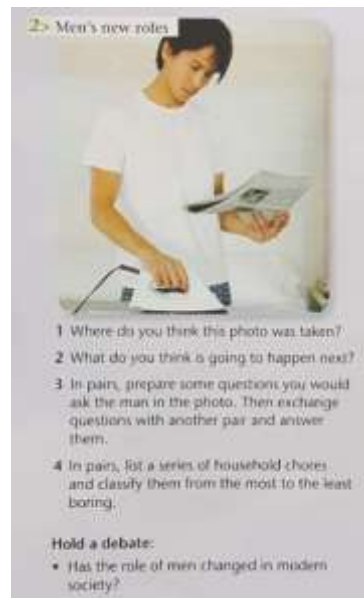 2> Men's new roles
1 Where do you think this photo was taken?
2 What do you think is going to happen next?
3 In pairs, prepare some questions you would
ask the man in the photo. Then exchange
questions with another pair and answer
them.
4 In pairs, list a series of household chores
and classify them from the most to the least
boring.
Hold a debate:
• Has the role of men changed in modern
society?